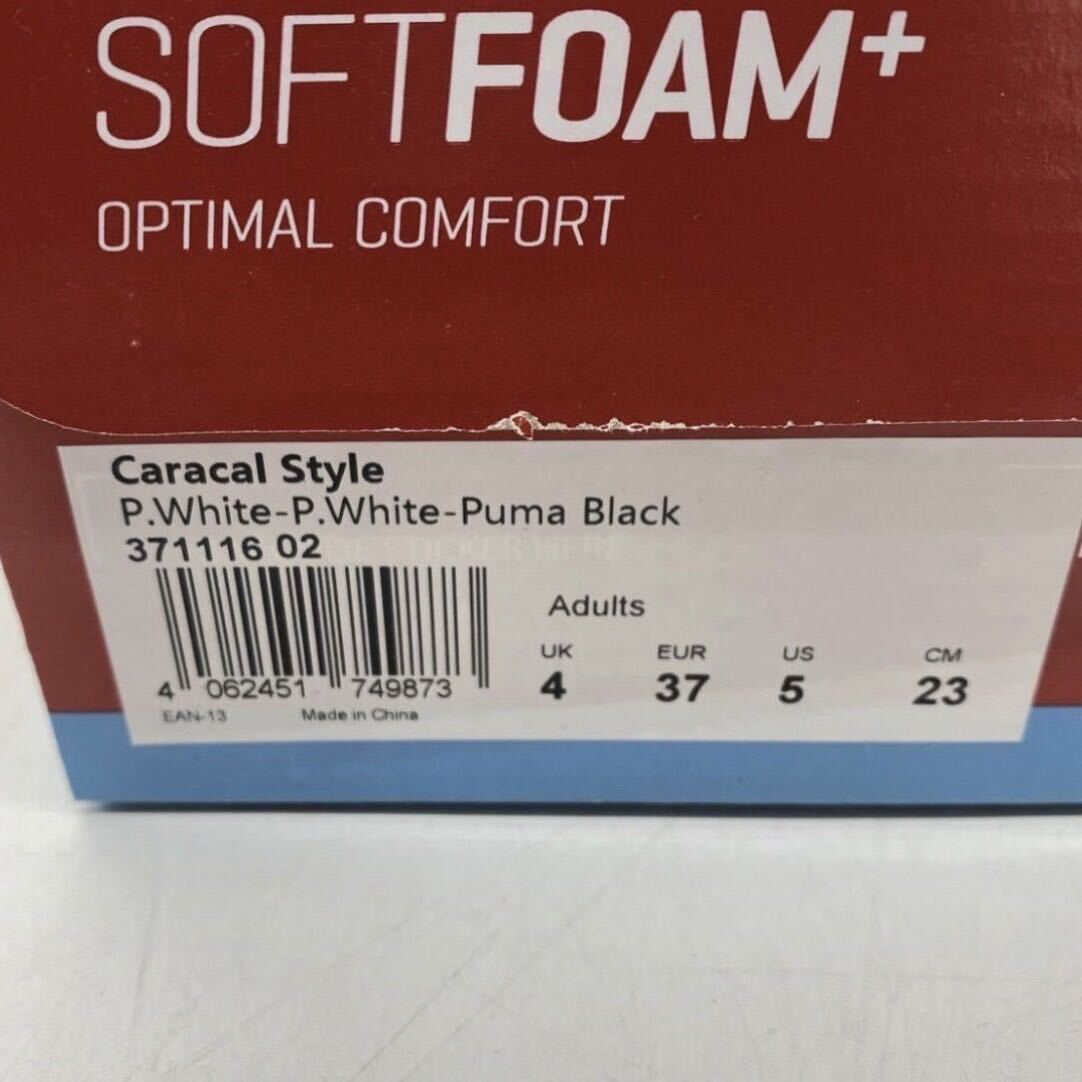 SOFTFOAM+
OPTIMAL COMFORT
Caracal Style
P.White-P.White-Puma Black
371116 02
Adults
UK EUR US CM
4 37 5 23
4 062451 749873
EAN-13 Made in China